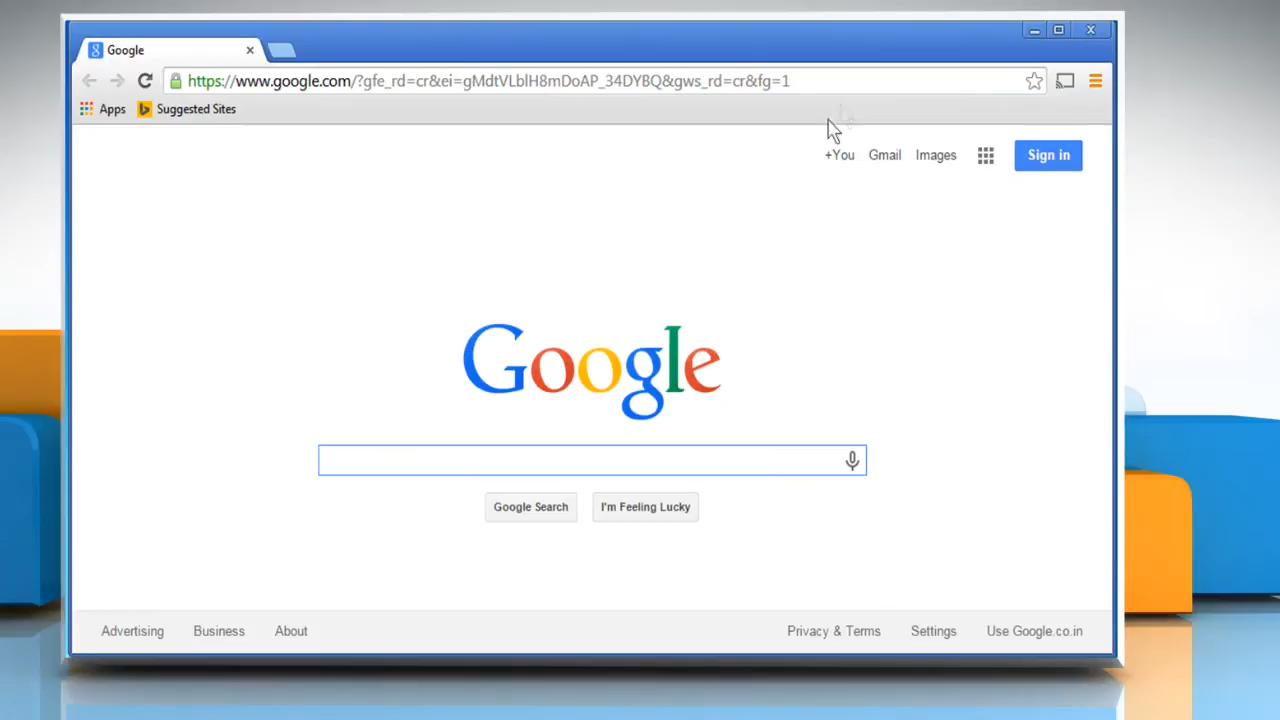 Google
https://www.google.com/?gfe_rd=cr&ei=gMdtVLblH8mDoAP_34DYBQ&gws_rd=cr&fg=1
Apps Suggested Sites
+You Gmail Images Sign in
Google
Google Search I'm Feeling Lucky
Advertising Business About Privacy & Terms Settings Use Google.co.in